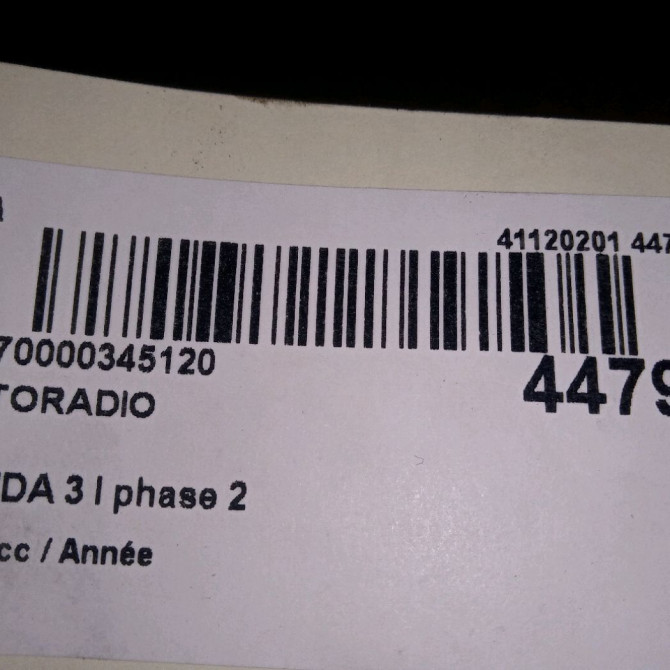 41120201 447
70000345120
4479
TORADIO
DA 3 I phase 2
cc / Année